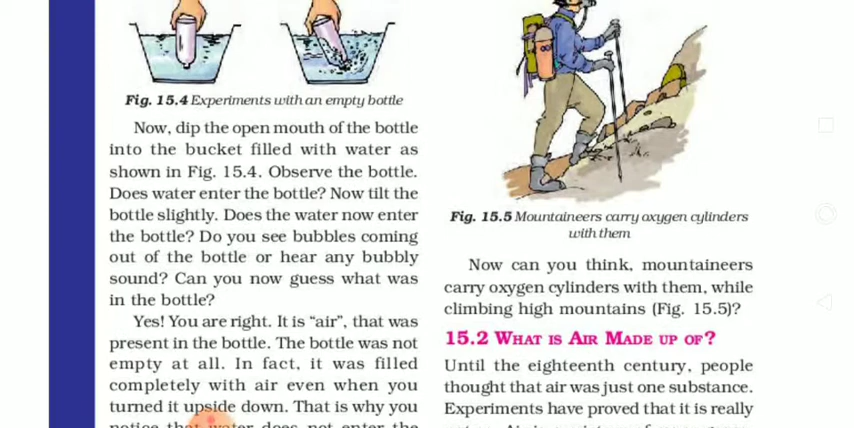 Fig. 15.4 Experiments with an empty bottle
Now, dip the open mouth of the bottle
into the bucket filled with water as
shown in Fig. 15.4. Observe the bottle.
Does water enter the bottle? Now tilt the
bottle slightly. Does the water now enter
the bottle? Do you see bubbles coming
out of the bottle or hear any bubbly
sound? Can you now guess what was
in the bottle?
Yes! You are right. It is “air”, that was
present in the bottle. The bottle was not
empty at all. In fact, it was filled
completely with air even when you
turned it upside down. That is why you
notice that water does not enter the
Fig. 15.5 Mountaineers carry oxygen cylinders
with them
Now can you think, mountaineers
carry oxygen cylinders with them, while
climbing high mountains (Fig. 15.5)?
15.2 WHAT IS AIR MADE UP OF?
Until the eighteenth century, people
thought that air was just one substance.
Experiments have proved that it is really